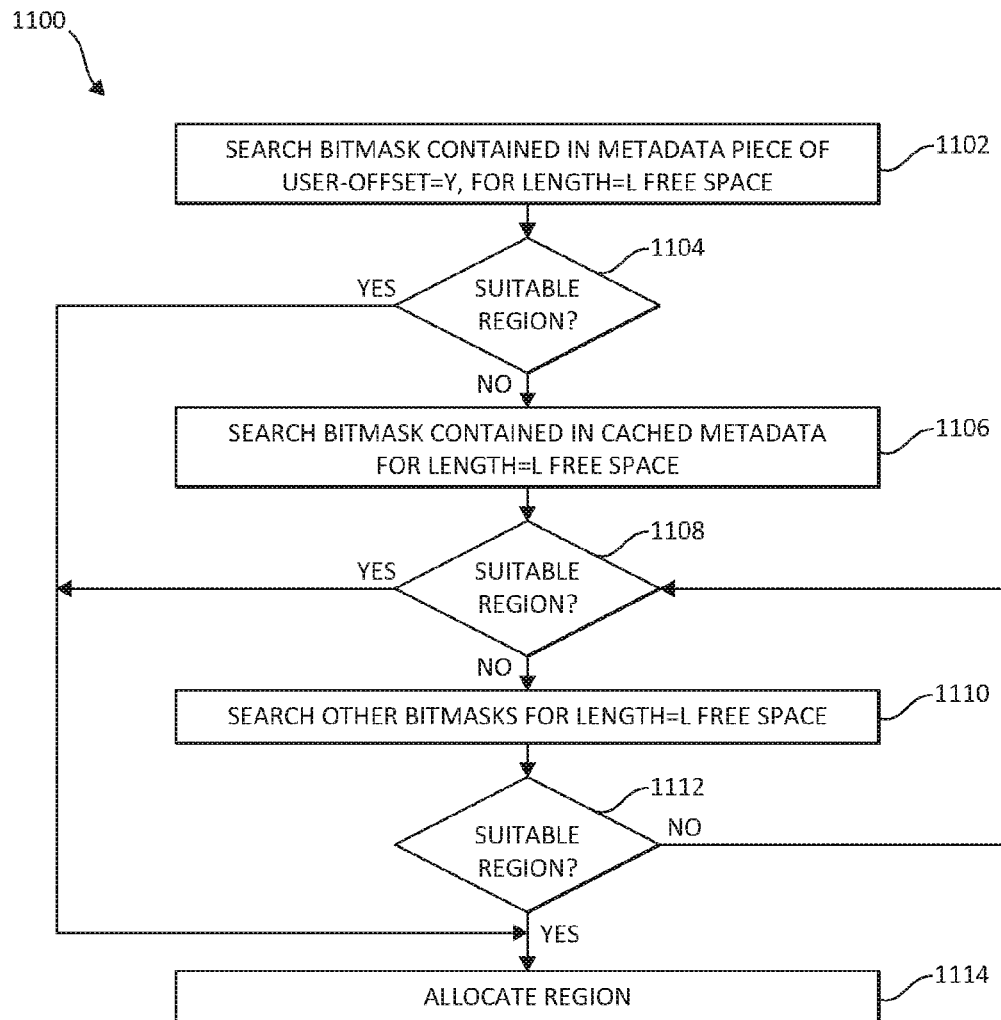 1100
SEARCH BITMASK CONTAINED IN METADATA PIECE OF
USER-OFFSET=Y, FOR LENGTH=L FREE SPACE
1102
1104
YES
SUITABLE
REGION?
NO
SEARCH BITMASK CONTAINED IN CACHED METADATA
FOR LENGTH=L FREE SPACE
1106
1108
YES
SUITABLE
REGION?
NO
SEARCH OTHER BITMASKS FOR LENGTH=L FREE SPACE
1110
1112
NO
SUITABLE
REGION?
YES
ALLOCATE REGION
1114